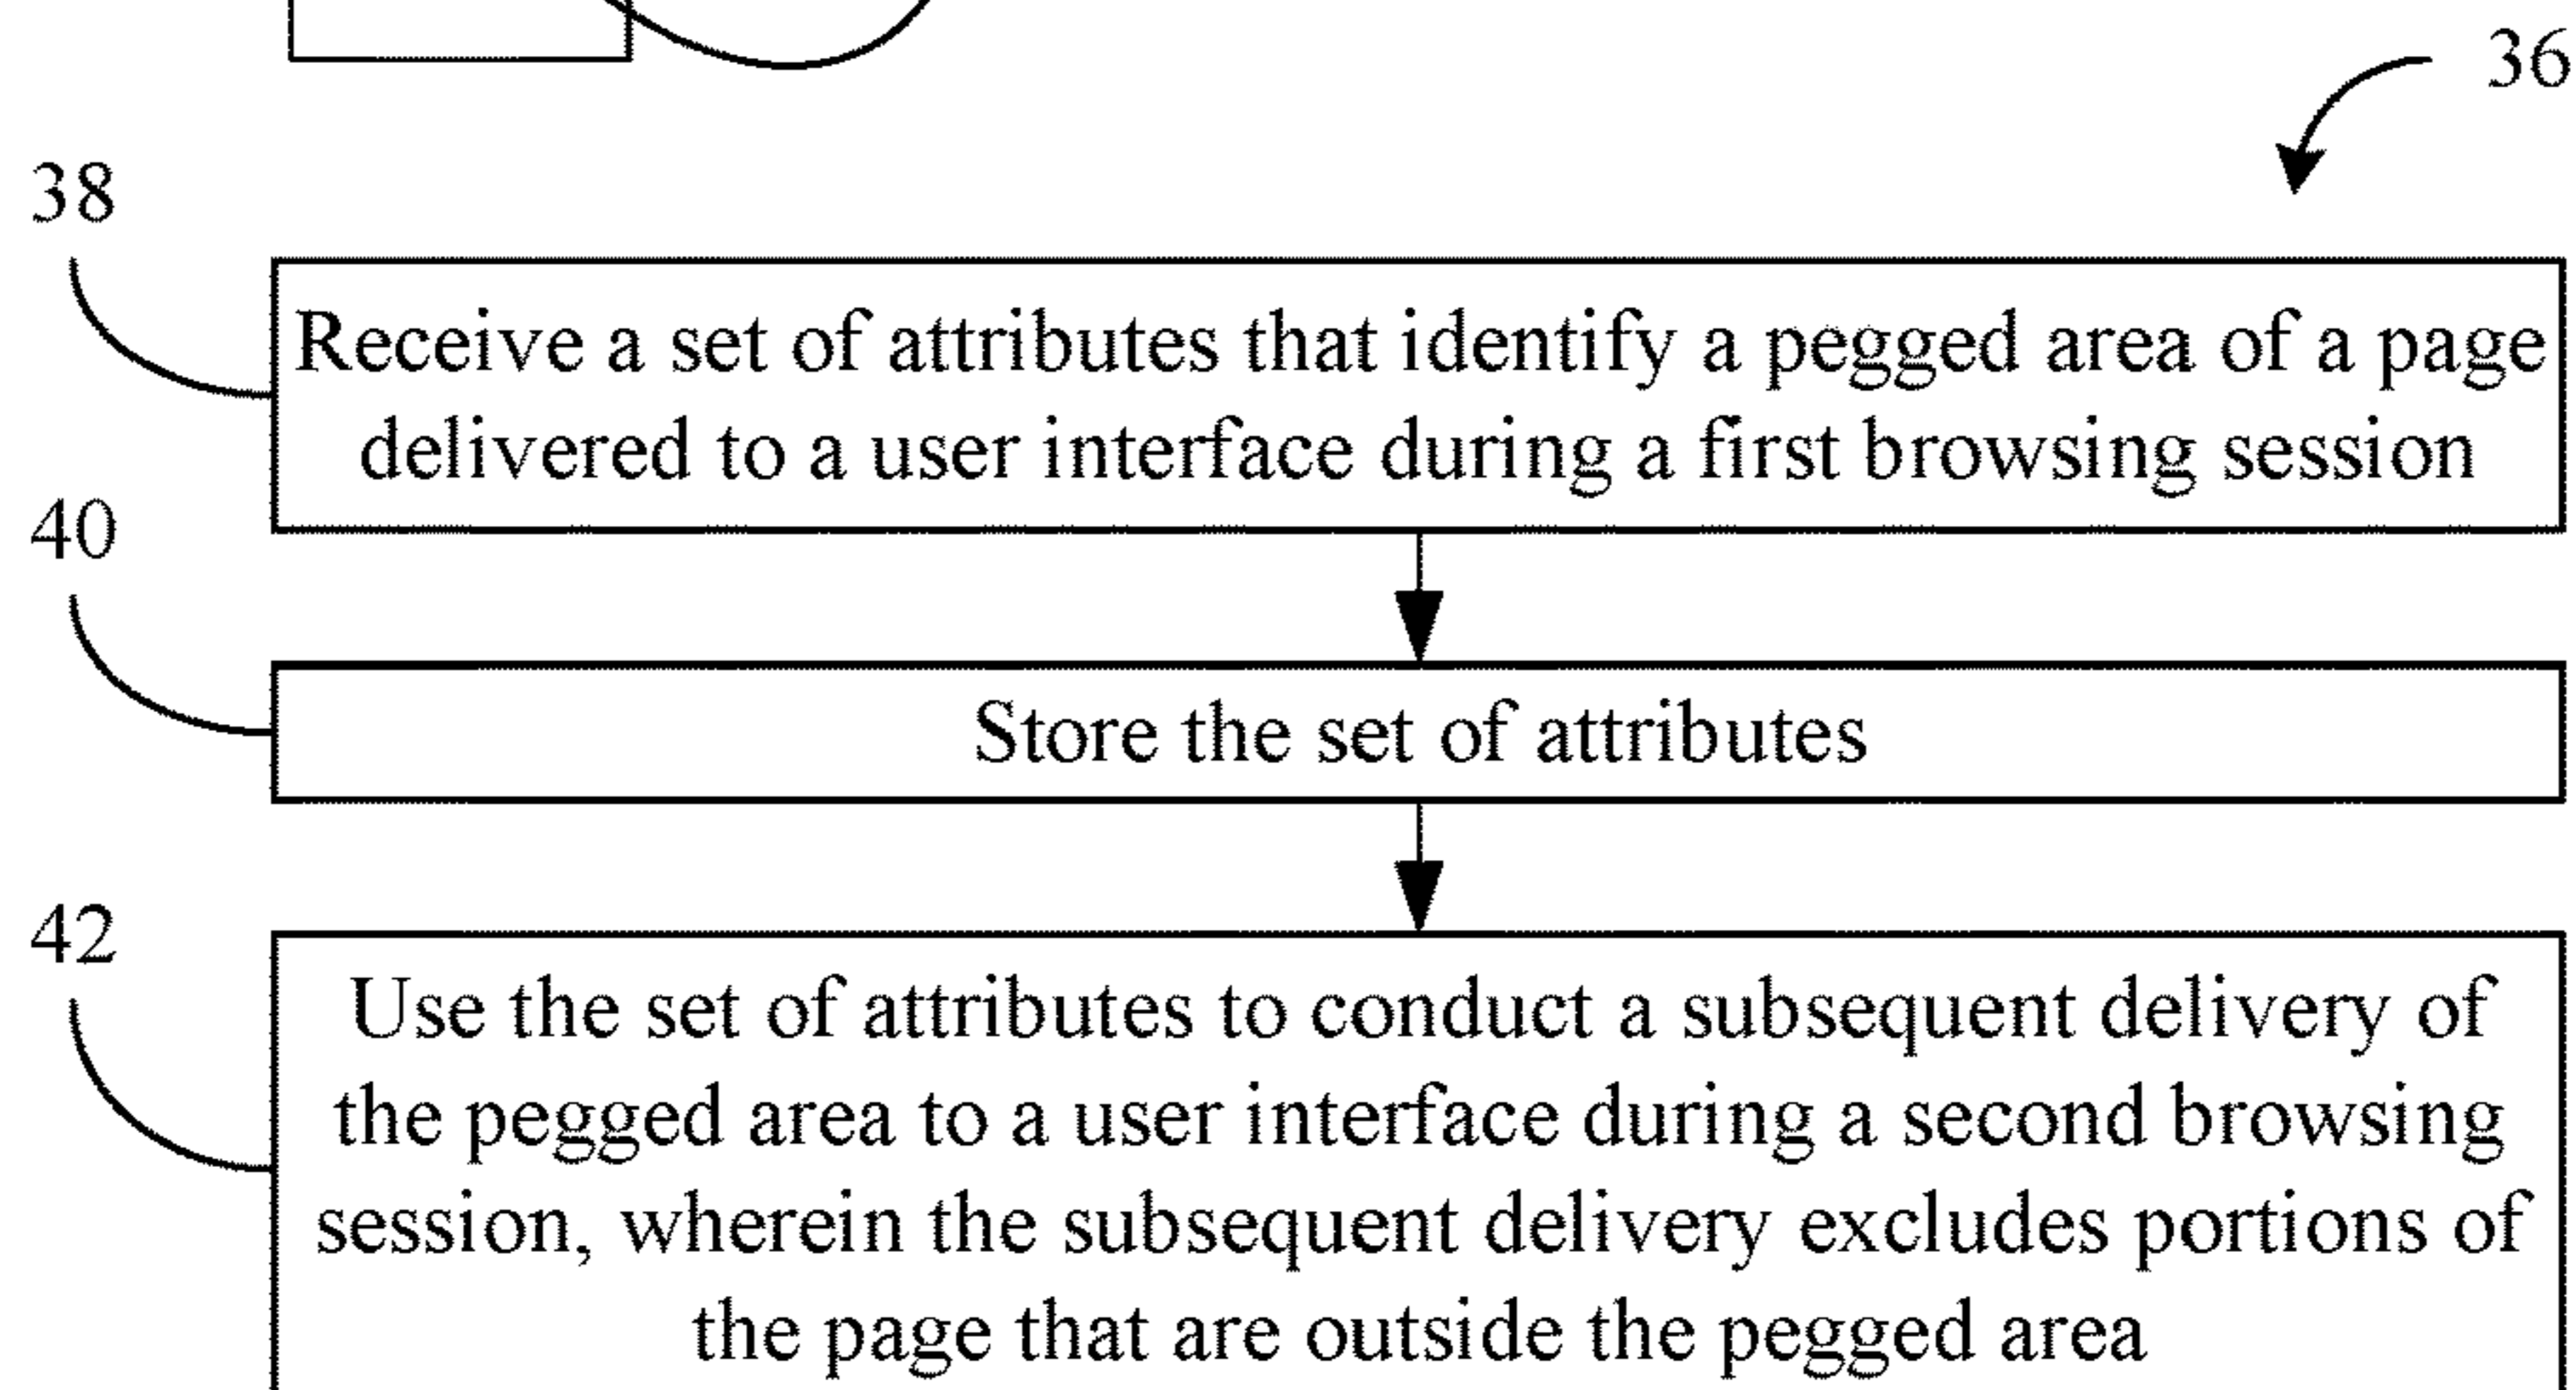 36
38
Receive a set of attributes that identify a pegged area of a page
delivered to a user interface during a first browsing session
40
Store the set of attributes
42
Use the set of attributes to conduct a subsequent delivery of
the pegged area to a user interface during a second browsing
session, wherein the subsequent delivery excludes portions of
the page that are outside the pegged area